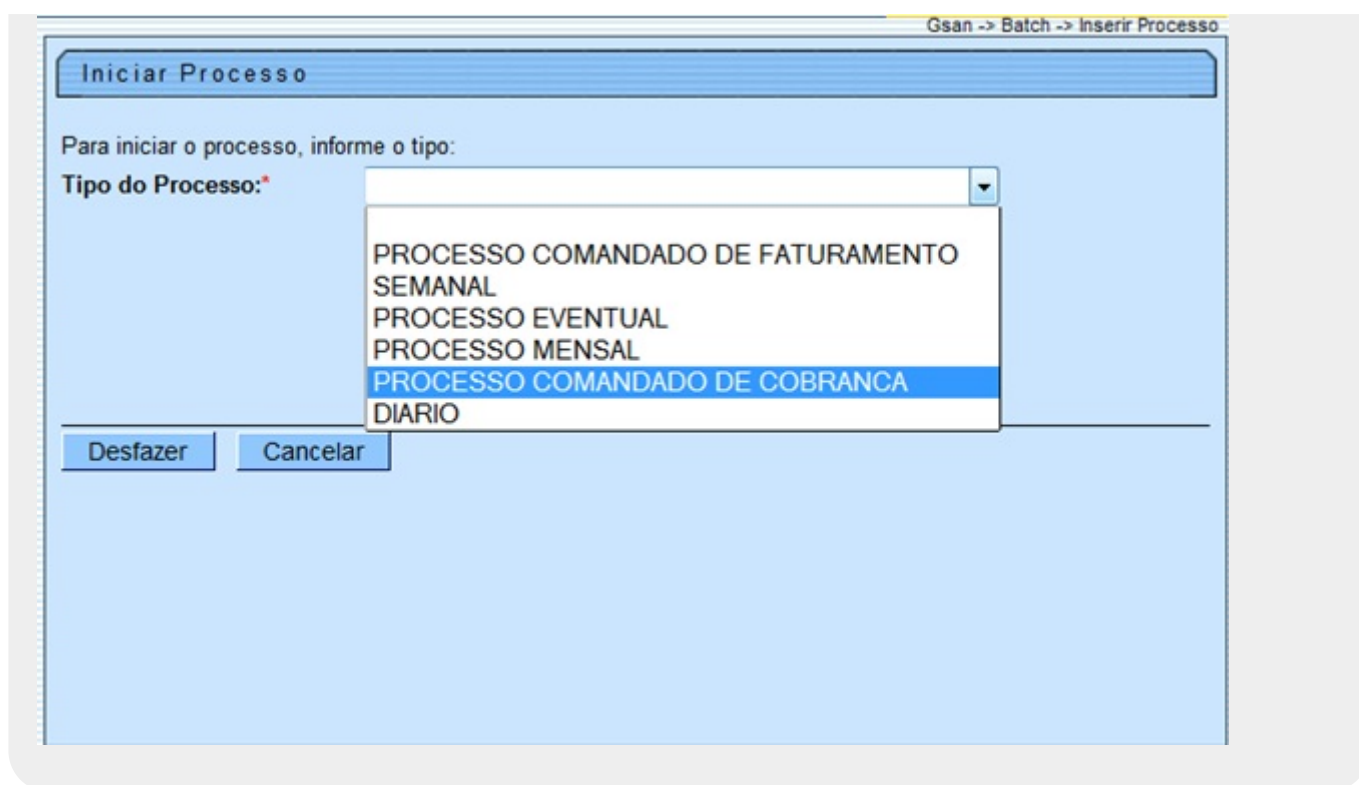 Gsan -> Batch -> Inserir Processo
Iniciar Processo
Para iniciar o processo, informe o tipo:
Tipo do Processo:*
PROCESSO COMANDADO DE FATURAMENTO
SEMANAL
PROCESSO EVENTUAL
PROCESSO MENSAL
PROCESSO COMANDADO DE COBRANCA
DIARIO
Desfazer Cancelar